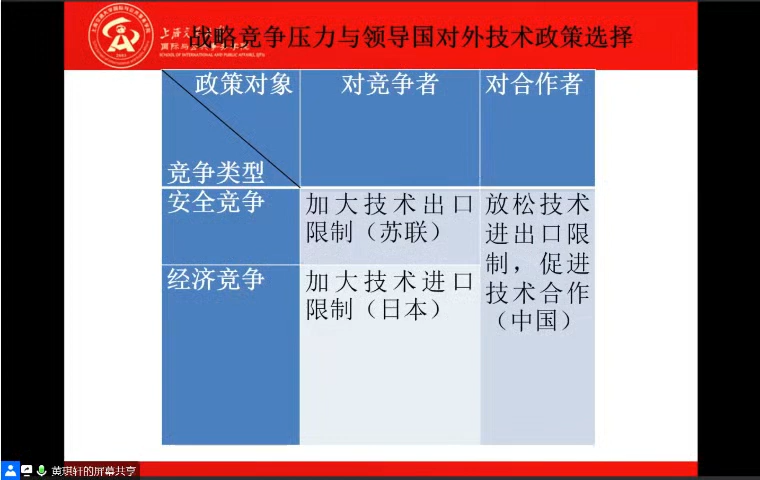 战略竞争压力与领导国对外技术政策选择
政策对象
对竞争者
对合作者
竞争类型
安全竞争
加大技术出口
限制（苏联）
放松技术
进出口限
制，促进
技术合作
（中国）
经济竞争
加大技术进口
限制（日本）
黄琪轩的屏幕共享